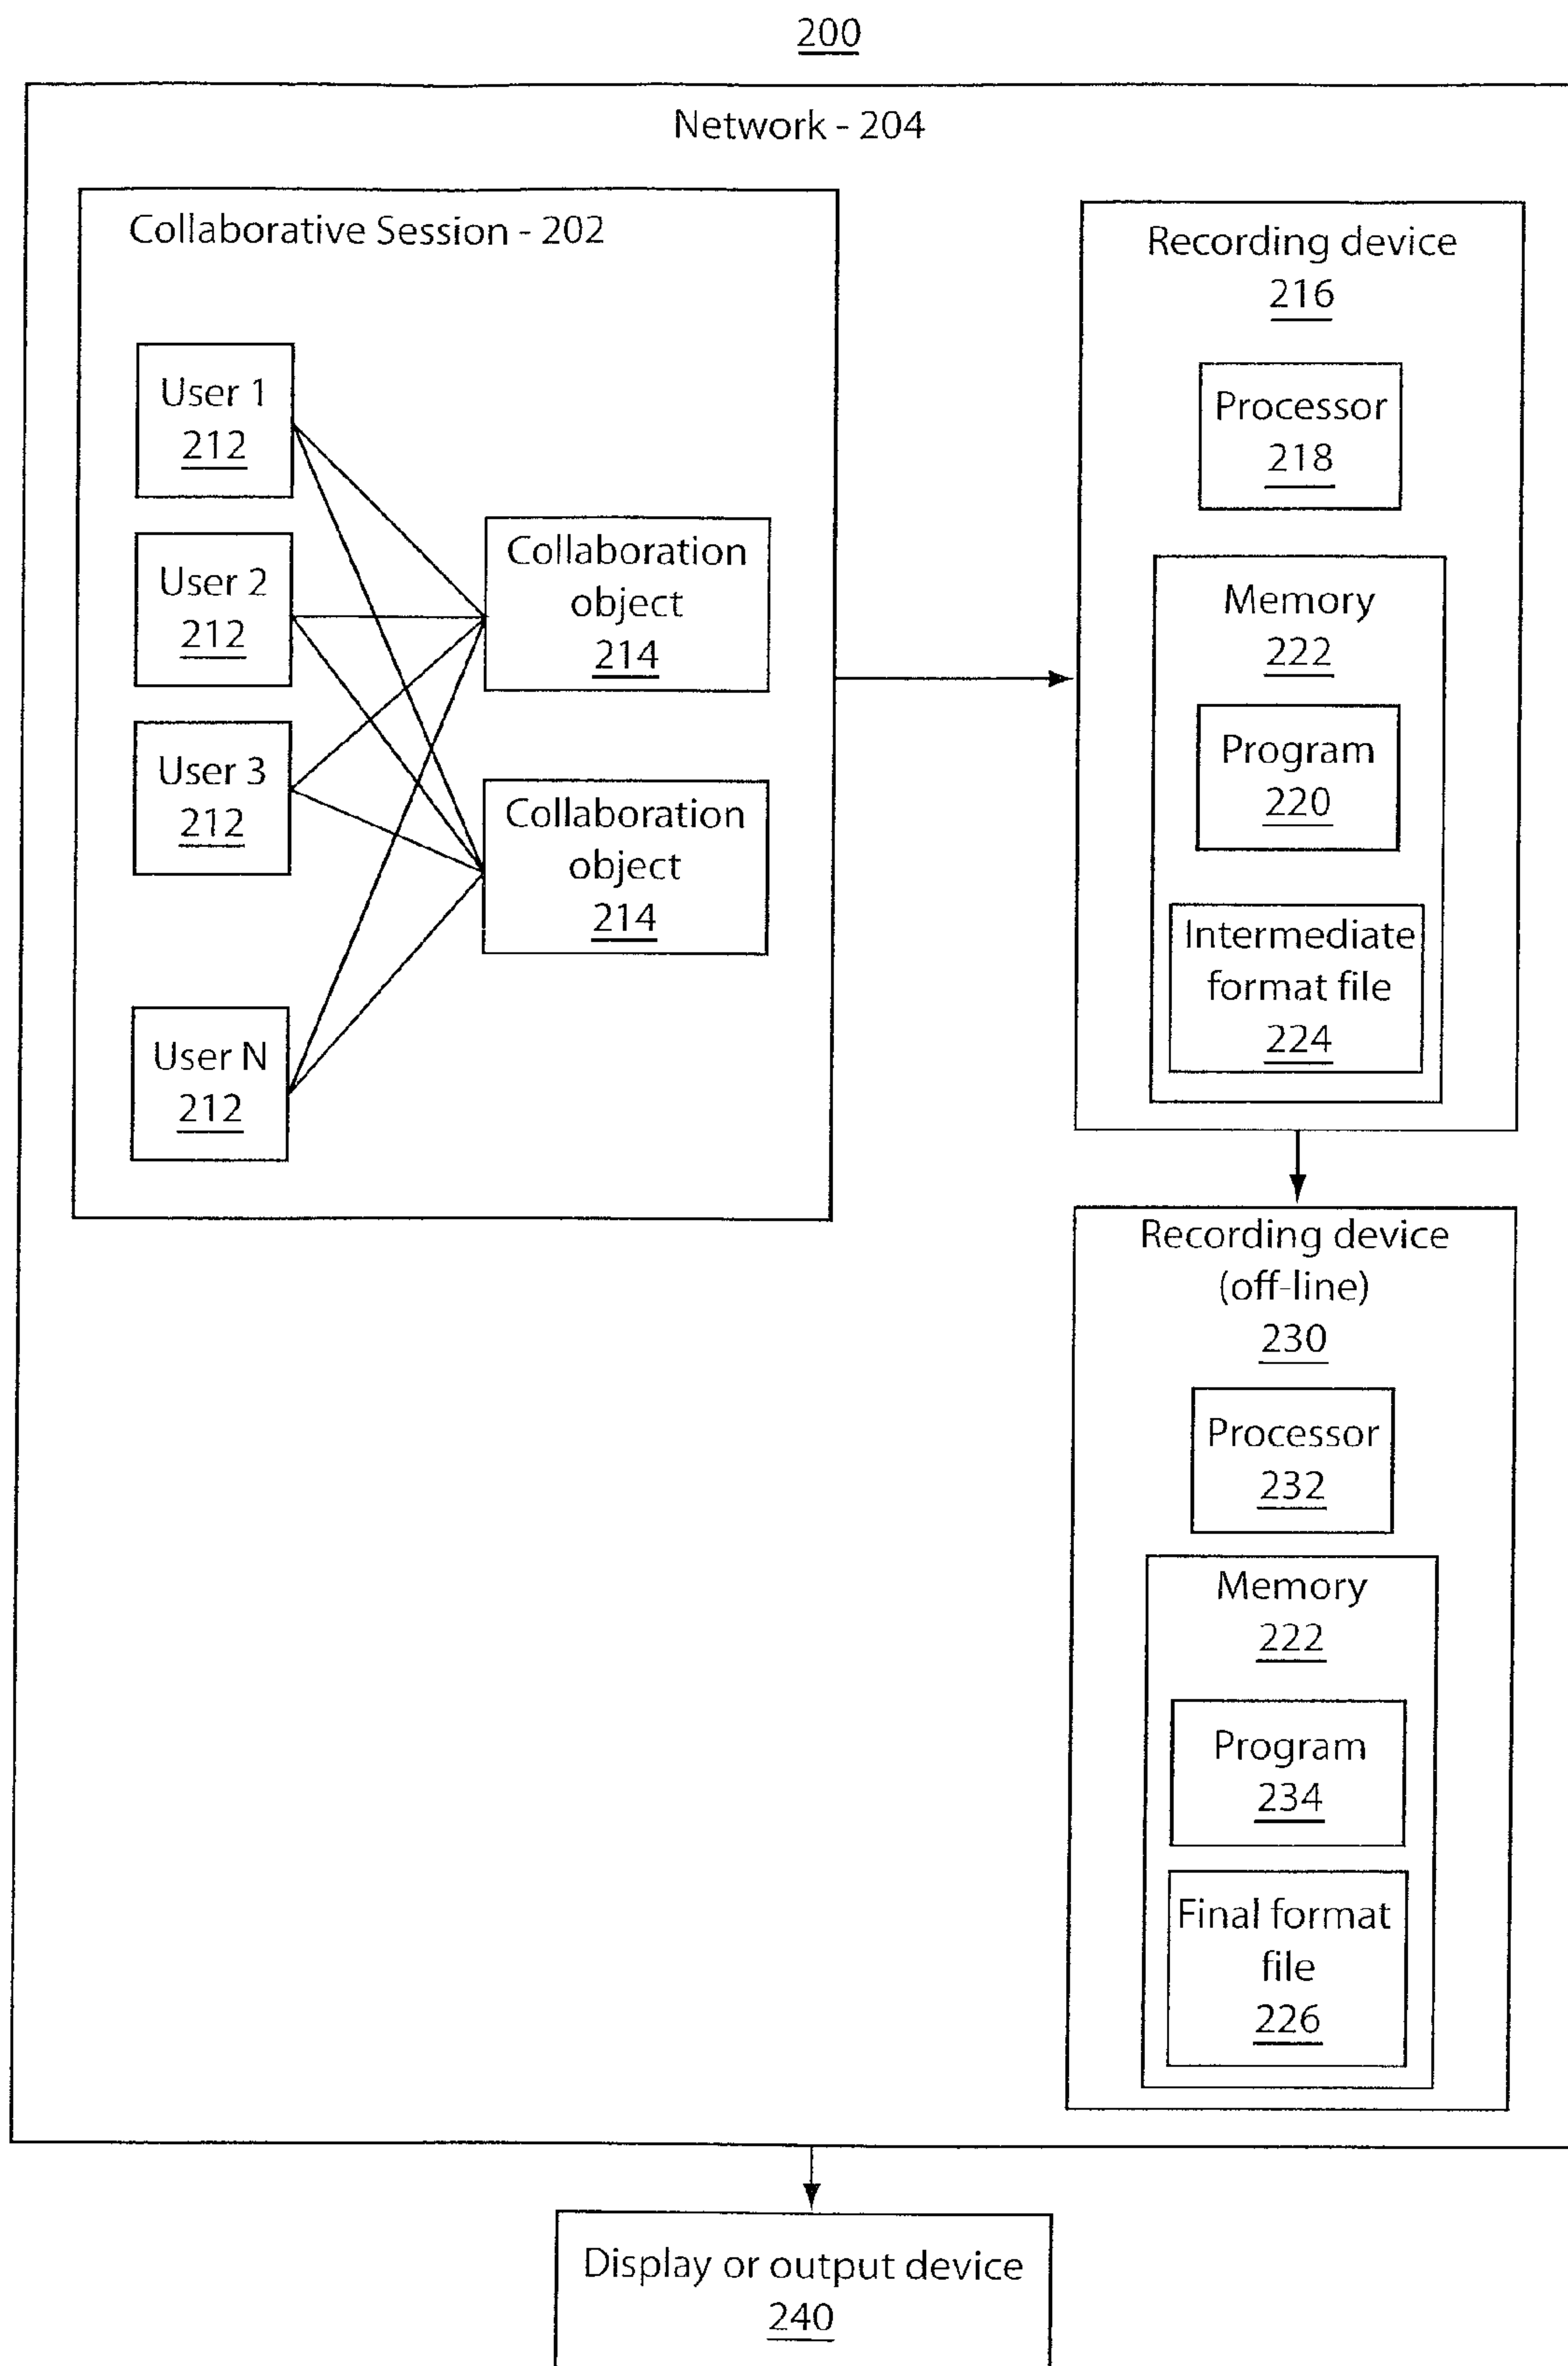 200
Network - 204
Collaborative Session - 202
User 1
212
User 2
212
User 3
212
User N
212
Collaboration
object
214
Collaboration
object
214
Recording device
216
Processor
218
Memory
222
Program
220
Intermediate
format file
224
Recording device
(off-line)
230
Processor
232
Memory
222
Program
234
Final format
file
226
Display or output device
240